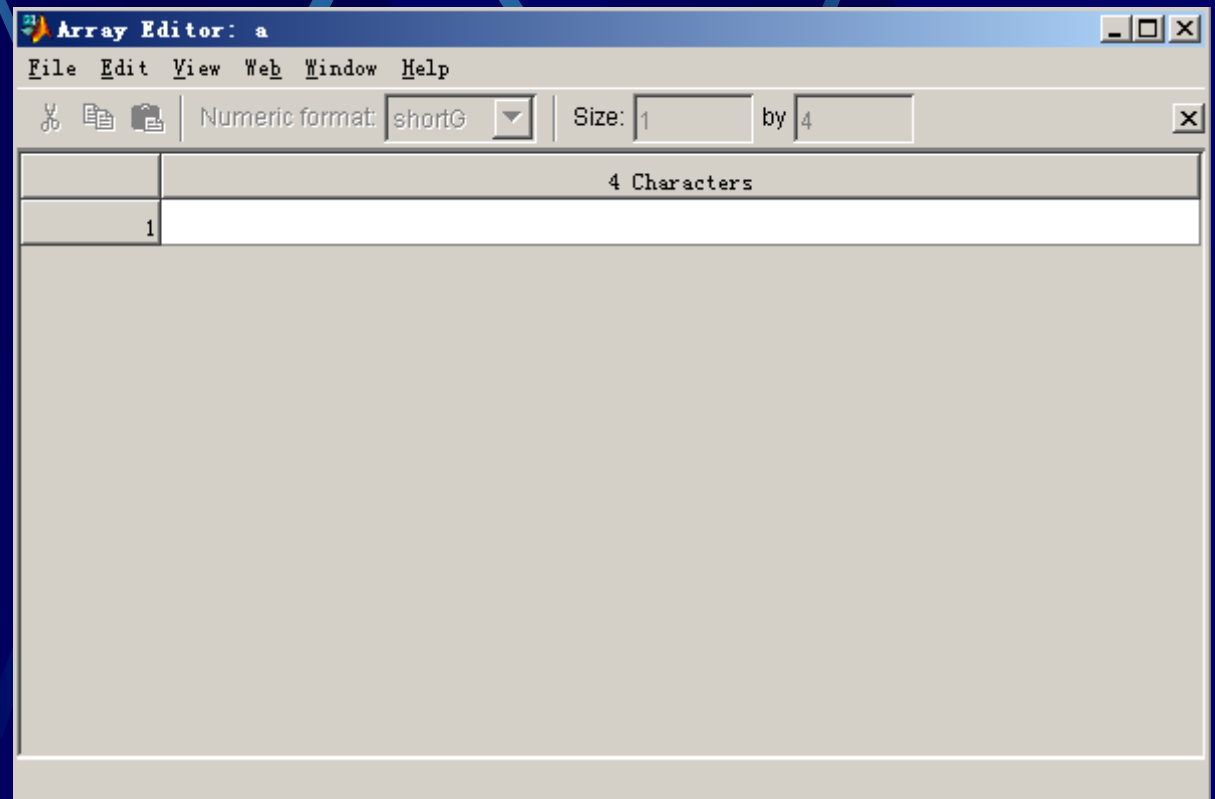 Array Editor: a
File Edit View Web Window Help
Numeric format: shortG Size: 1 by 4
4 Characters
1